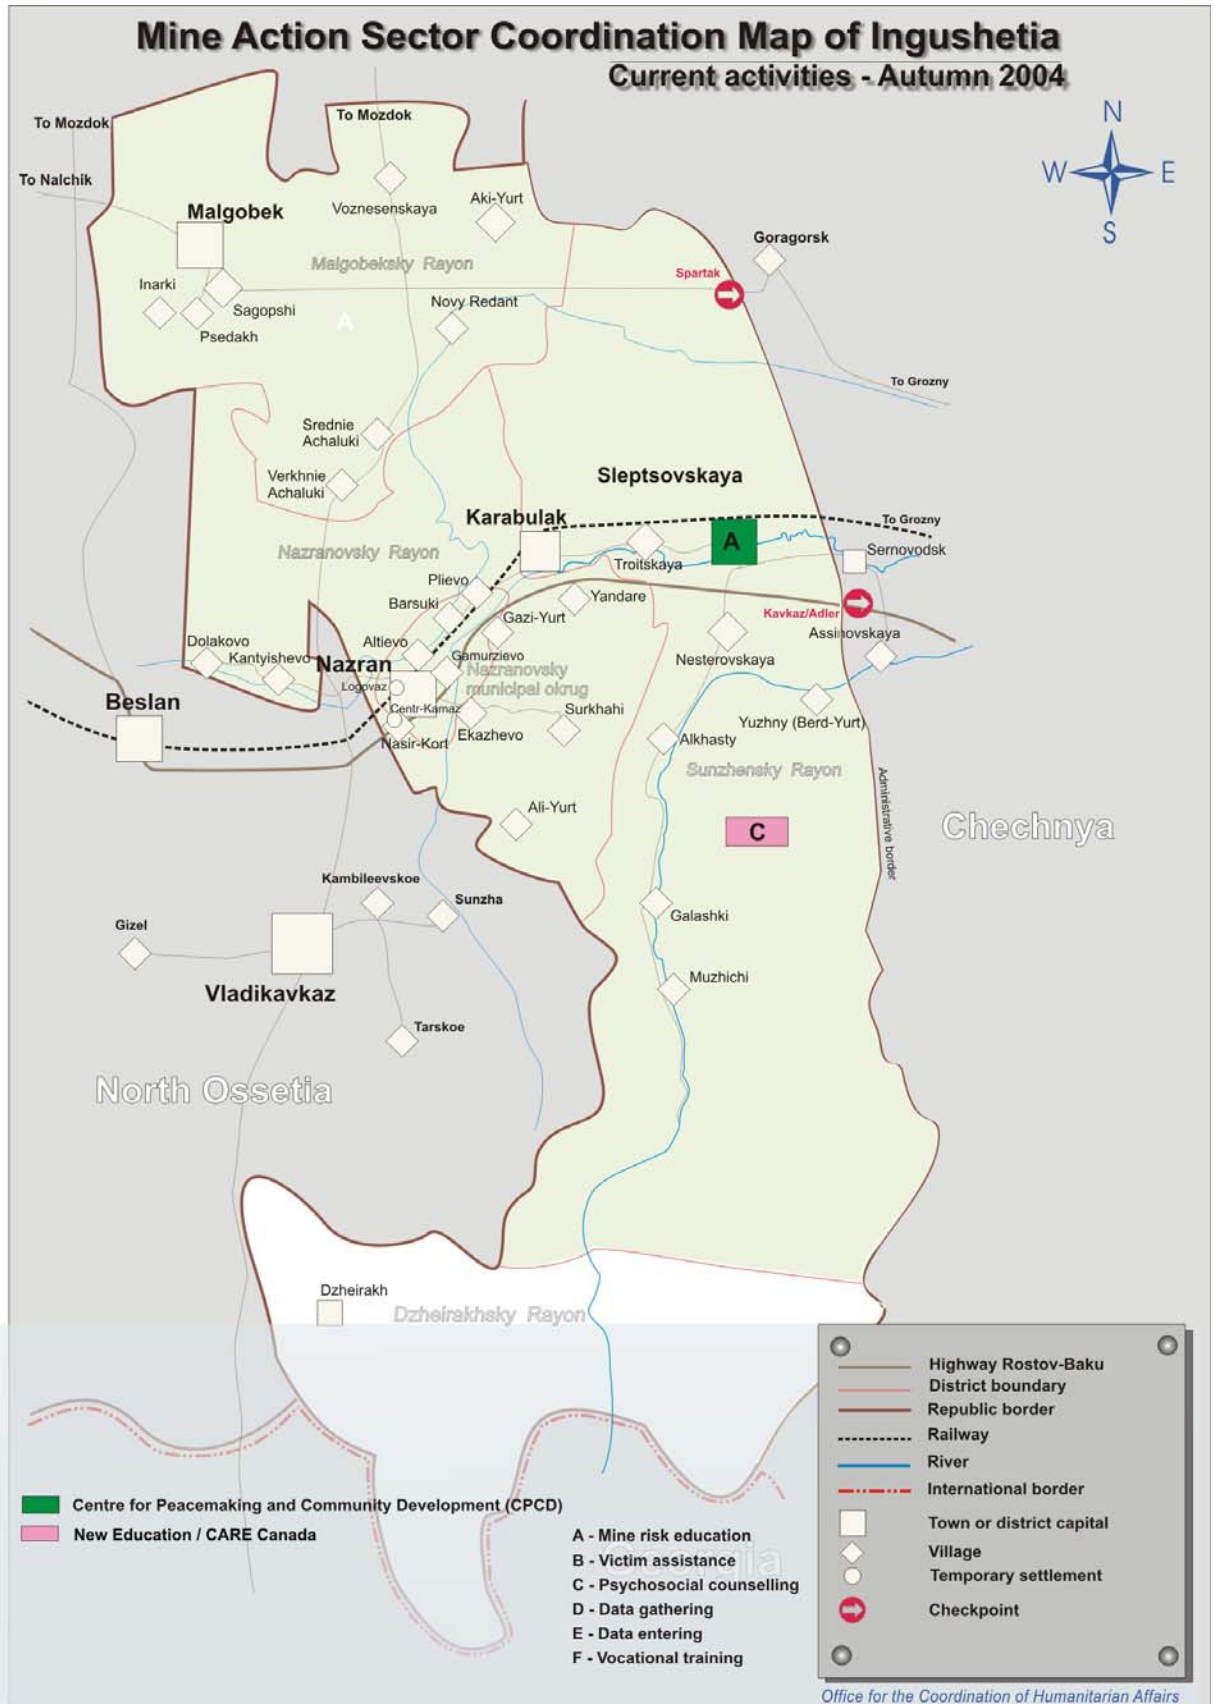 Mine Action Sector Coordination Map of Ingushetia
Current activities - Autumn 2004
To Mozdok
To Mozdok
To Nalchik
N
W
E
S
Malgobek
Voznesenskaya
Aki-Yurt
Goragorsk
Malgobeksky Rayon
Spartak
Inarki
Sagopshi
Novy Redant
Psedakh
A
To Grozny
Srednie
Achaluki
Verkhnie
Achaluki
Sleptsovskaya
Karabulak
To Grozny
A
Sernovodsk
Nazranovsky Rayon
Troitskaya
Plievo
Barsuki
Yandare
Kavkaz/Adler
Gazi-Yurt
Assinovskaya
Dolakovo
Altievo
Kantyishevo
Nazran
Gamurzievo
Nesterovskaya
Nazranovsky
municipal okrug
Logovaz
Beslan
Centr-Kamaz
Surkhahi
Yuzhny (Berd-Yurt)
Nasir-Kort
Ekazhevo
Alkhasty
Sunzhensky Rayon
Administrative border
Ali-Yurt
C
Chechnya
Kambileevskoe
Sunzha
Gizel
Galashki
Vladikavkaz
Muzhichi
Tarskoe
North Ossetia
Dzheirakh
Dzheirakhsky Rayon
Highway Rostov-Baku
District boundary
Republic border
Railway
River
International border
Town or district capital
Village
Temporary settlement
Checkpoint
Centre for Peacemaking and Community Development (CPCD)
New Education / CARE Canada
A - Mine risk education
B - Victim assistance
Georgia
C - Psychosocial counselling
D - Data gathering
E - Data entering
F - Vocational training
Office for the Coordination of Humanitarian Affairs